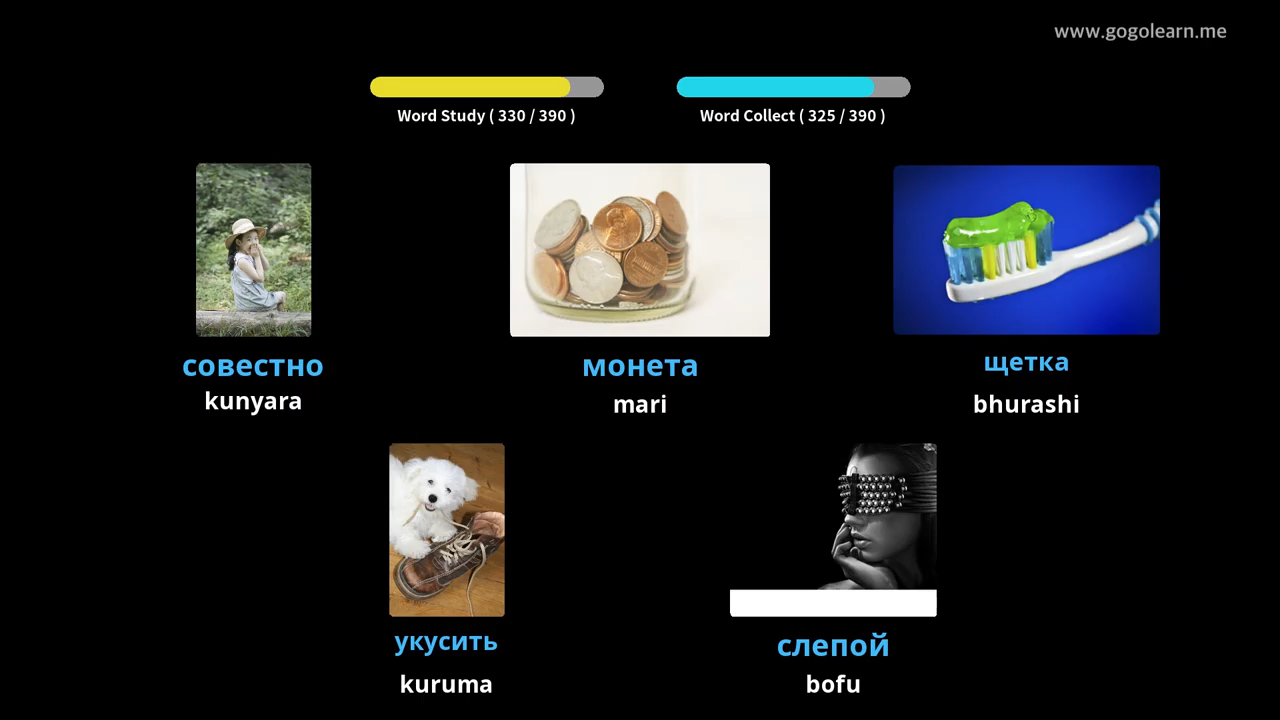 www.gogolearn.me
Word Study ( 330 / 390 )
Word Collect ( 325 / 390 )
совестно
kunyara
монета
mari
щетка
bhurashi
укусить
kuruma
слепой
bofu